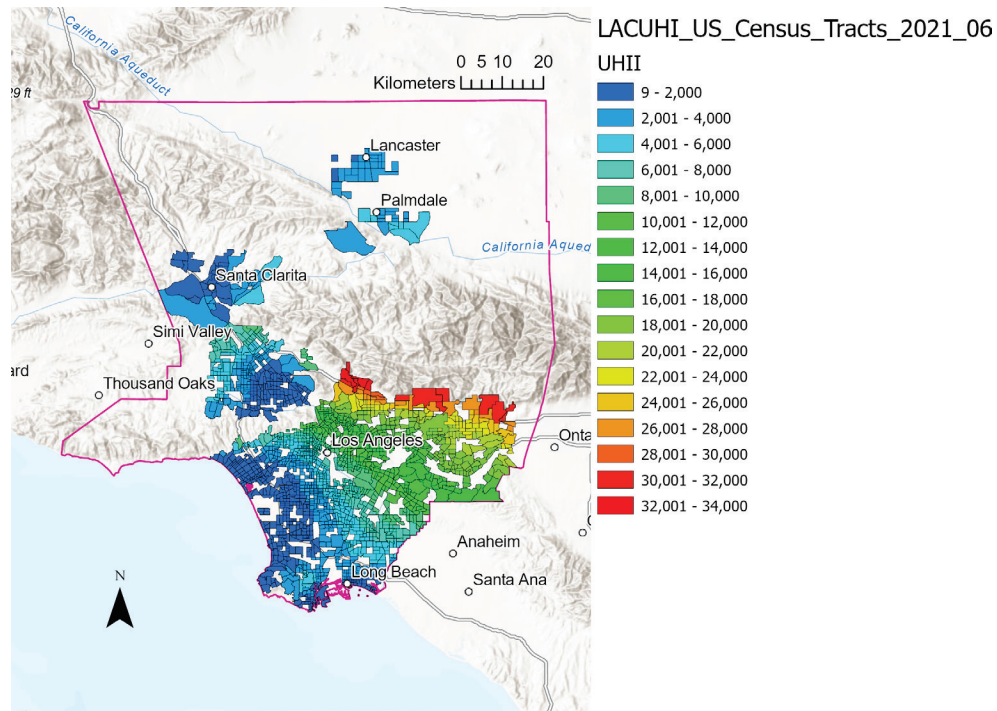 LACUHI_US_Census_Tracts_2021_06
UHII
9 - 2,000
2,001 - 4,000
4,001 - 6,000
6,001 - 8,000
8,001 - 10,000
10,001 - 12,000
12,001 - 14,000
14,001 - 16,000
16,001 - 18,000
18,001 - 20,000
20,001 - 22,000
22,001 - 24,000
24,001 - 26,000
26,001 - 28,000
28,001 - 30,000
30,001 - 32,000
32,001 - 34,000
California Aqueduct
0 5 10 20
Kilometers
29 ft
Lancaster
Palmdale
California Aqued
Santa Clarita
Simi Valley
ard
Thousand Oaks
Los Angeles
Onta
Anaheim
Long Beach
Santa Ana
N